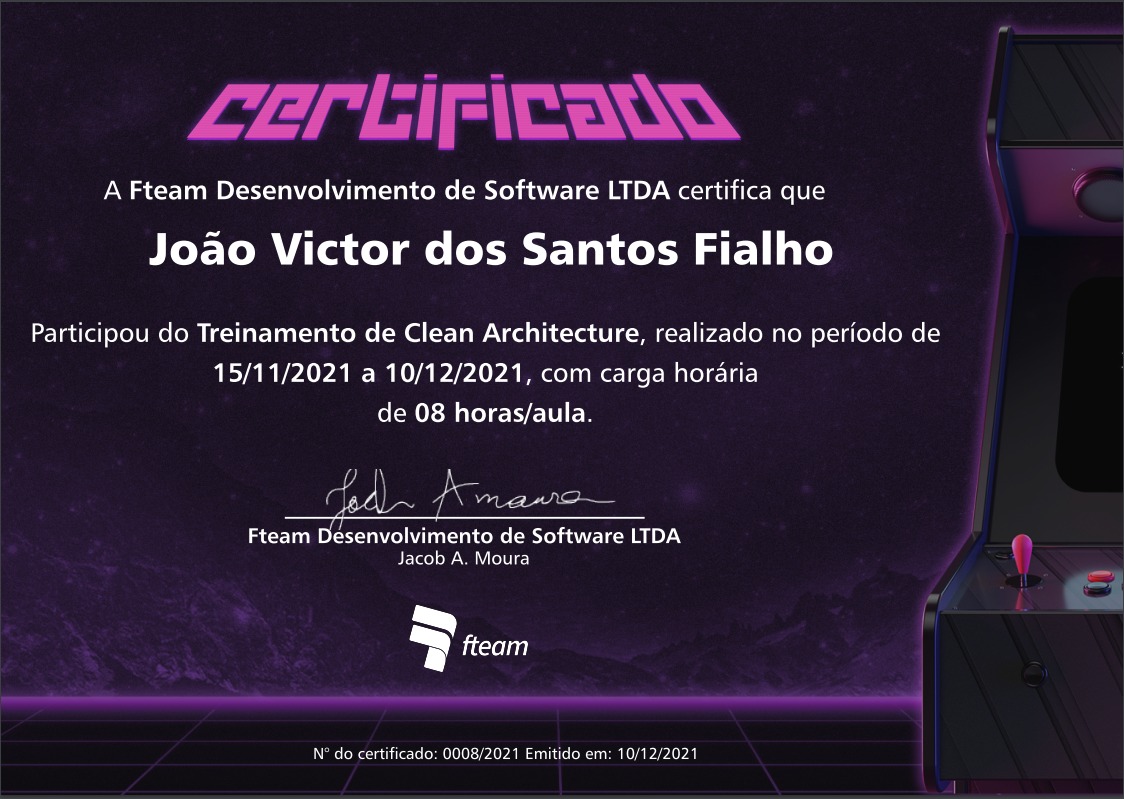 certificado
A Fteam Desenvolvimento de Software LTDA certifica que
João Victor dos Santos Fialho
Participou do Treinamento de Clean Architecture, realizado no período de
15/11/2021 a 10/12/2021, com carga horária
de 08 horas/aula.
Fteam Desenvolvimento de Software LTDA
Jacob A. Moura
fteam
N° do certificado: 0008/2021 Emitido em: 10/12/2021